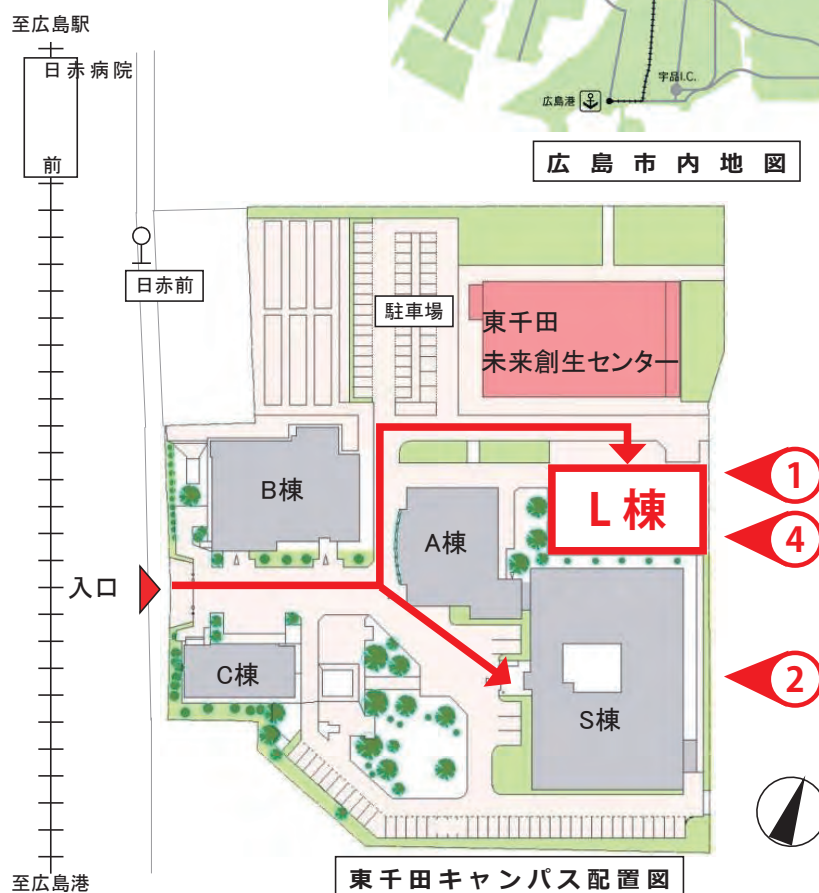 至広島駅
日赤病院
前
宇品I.C.
広島港
広島市内地図
日赤前
駐車場
東千田
未来創生センター
B棟
A棟
L棟
1
4
入口
C棟
S棟
2
至広島港
東千田キャンパス配置図